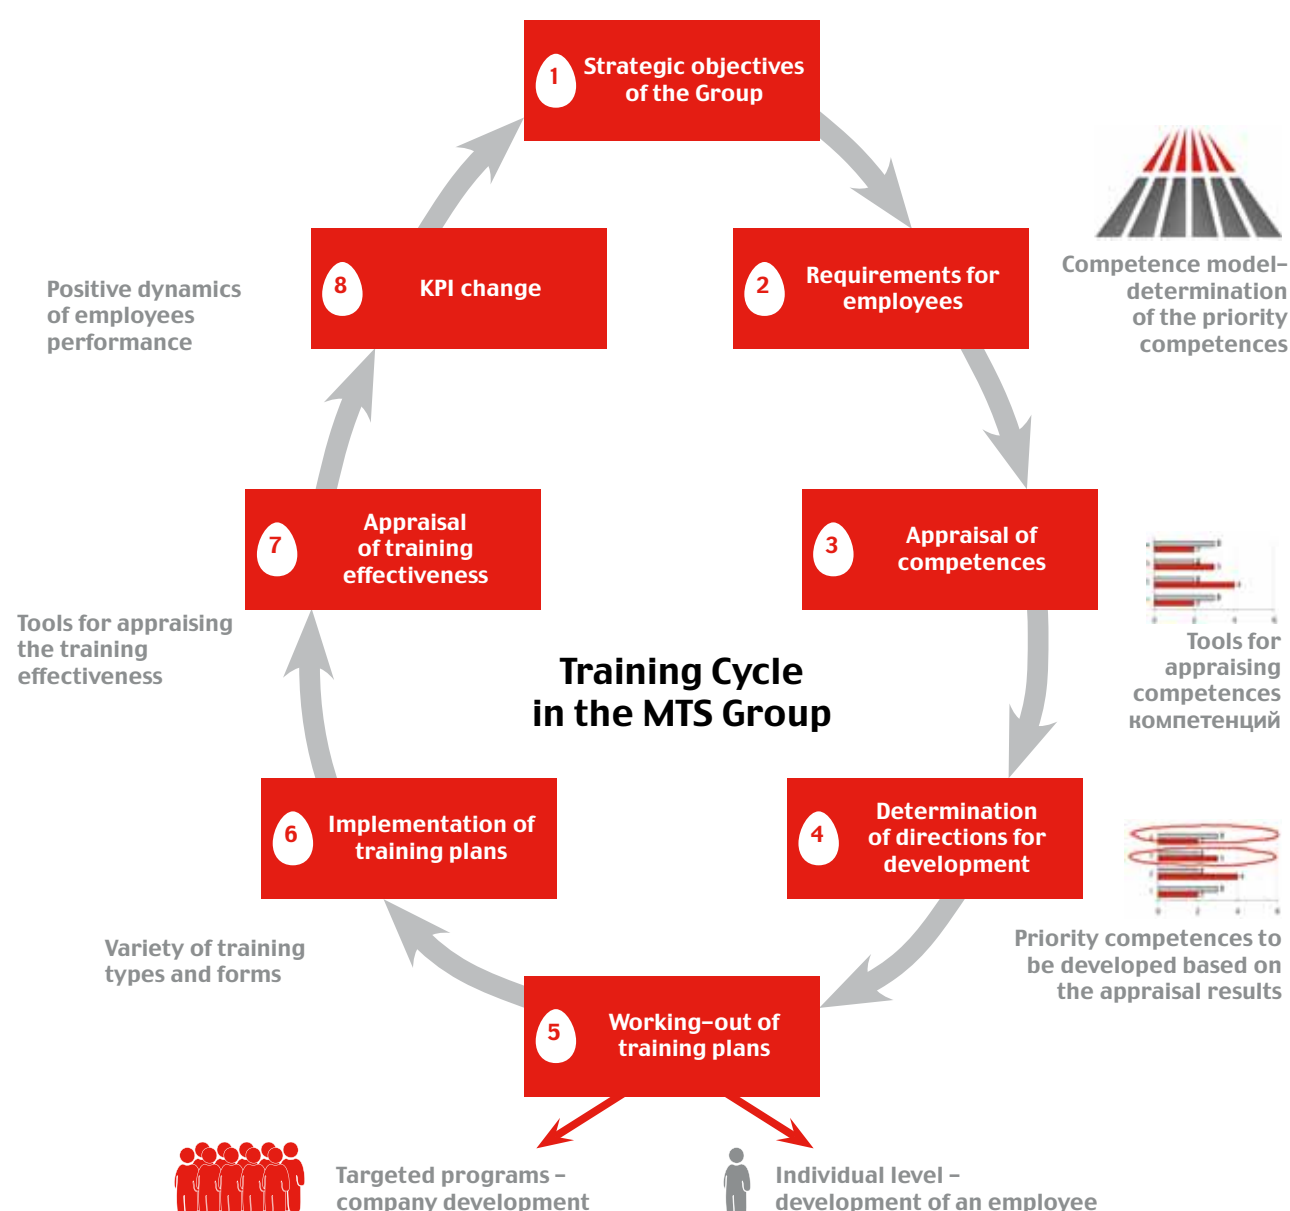 1
Strategic objectives
of the Group
2
Requirements for
employees
Competence model–
determination
of the priority
competences
3
Appraisal of
competences
Tools for
appraising
competences
компетенций
4
Determination
of directions for
development
Priority competences to
be developed based on
the appraisal results
5
Working–out of
training plans
Targeted programs –
company development
Individual level –
development of an employee
6
Implementation of
training plans
Variety of training
types and forms
7
Appraisal
of training
effectiveness
Tools for appraising
the training
effectiveness
8
KPI change
Positive dynamics
of employees
performance
Training Cycle
in the MTS Group